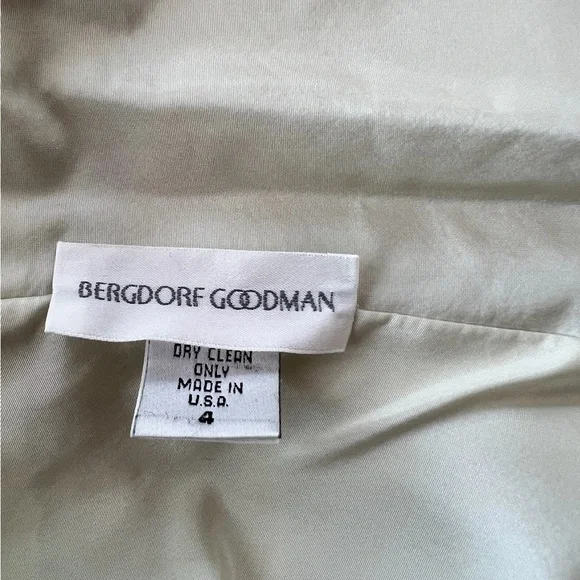 BERGDORF GOODMAN
DRY CLEAN
ONLY
MADE IN
U.S.A.
4